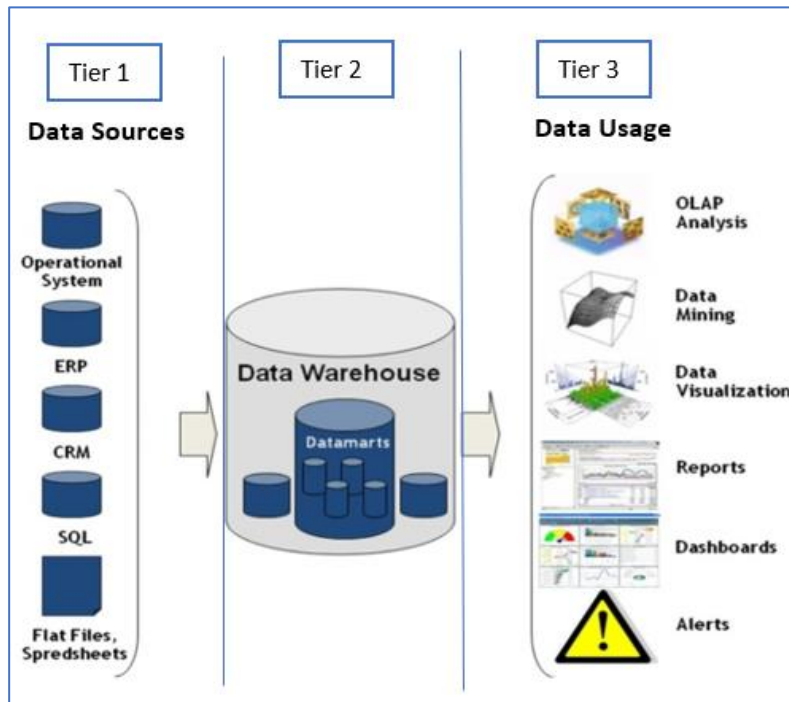 Tier 1
Data Sources
Operational
System
ERP
CRM
SQL
Flat Files,
Spredsheets
Tier 2
Data Warehouse
Datamarts
Tier 3
Data Usage
OLAP
Analysis
Data
Mining
Data
Visualization
Reports
Dashboards
Alerts